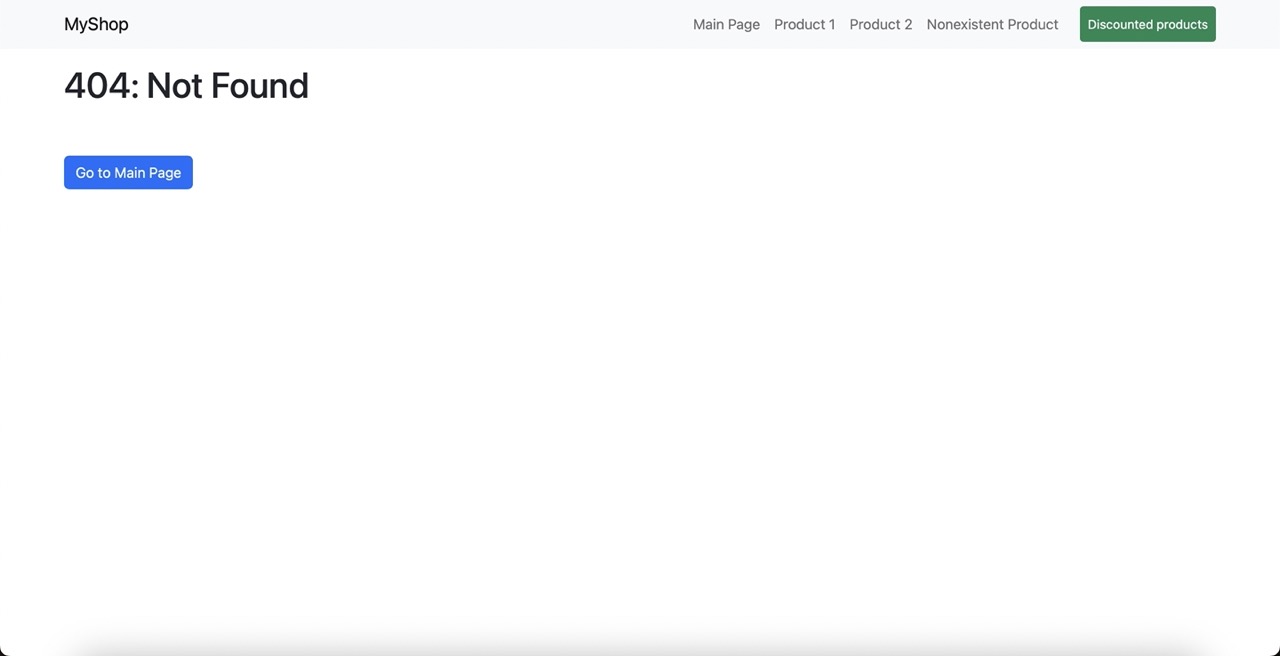 MyShop
Main Page Product 1 Product 2 Nonexistent Product Discounted products
404: Not Found
Go to Main Page